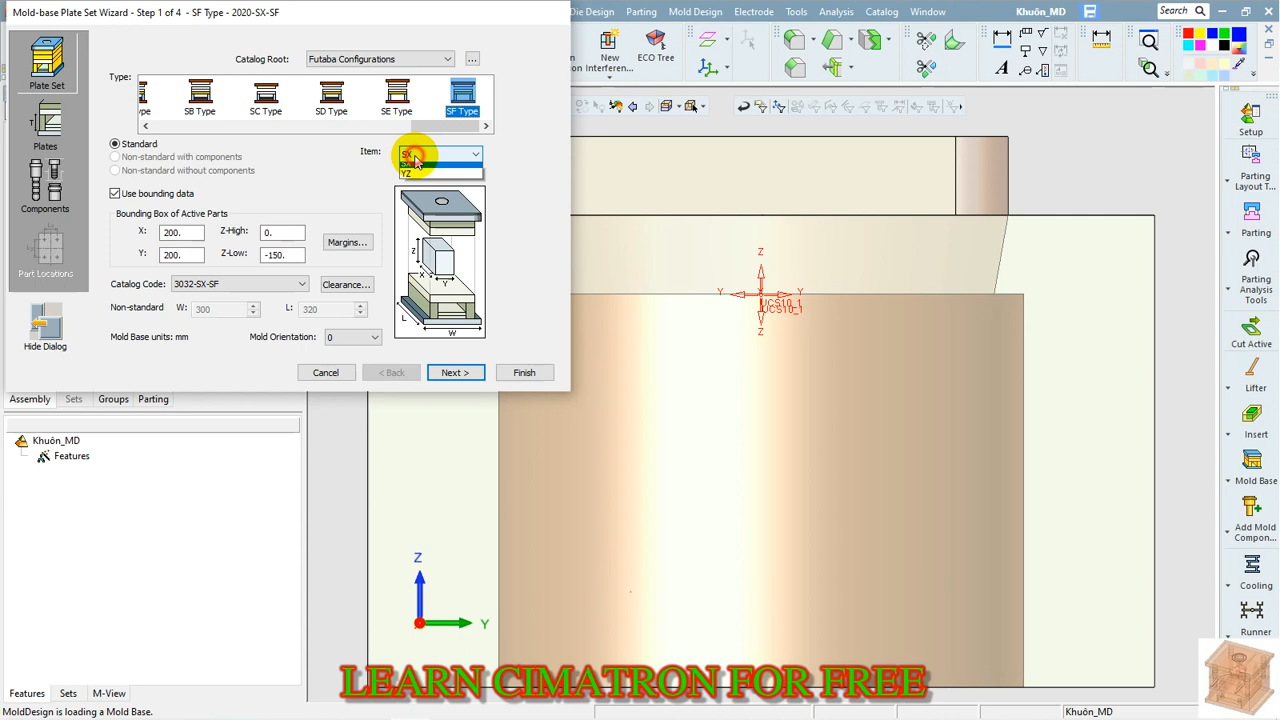 Mold-base Plate Set Wizard - Step 1 of 4 - SF Type - 2020-SX-SF
Die Design Parting Mold Design Electrode Tools Analysis Catalog Window Khuôn_MD Search
Plate Set
Plates
Components
Part Locations
Hide Dialog
Catalog Root: Futaba Configurations ...
Type:
SB Type SC Type SD Type SE Type SF Type
Standard
Non-standard with components
Non-standard without components
Item: SX
YZ
Use bounding data
Bounding Box of Active Parts
X: 200. Z-High: 0.
Y: 200. Z-Low: -150.
Margins...
Catalog Code: 3032-SX-SF Clearance...
Non-standard W: 300 L: 320
Mold Base units: mm Mold Orientation: 0
Z
X
Y
L
W
Cancel < Back Next > Finish
New
Interferen...
ECO Tree
Z
Y Y
UCS10_1
UCS10_1
Z
Z
Y
Setup
Parting
Layout T...
Parting
Parting
Analysis
Tools
Cut Active
Lifter
Insert
Mold Base
Add Mold
Compon...
Cooling
Runner
Assembly Sets Groups Parting
Khuôn_MD
Features
LEARN CIMATRON FOR FREE
Features Sets M-View
MoldDesign is loading a Mold Base.
Khuôn_MD